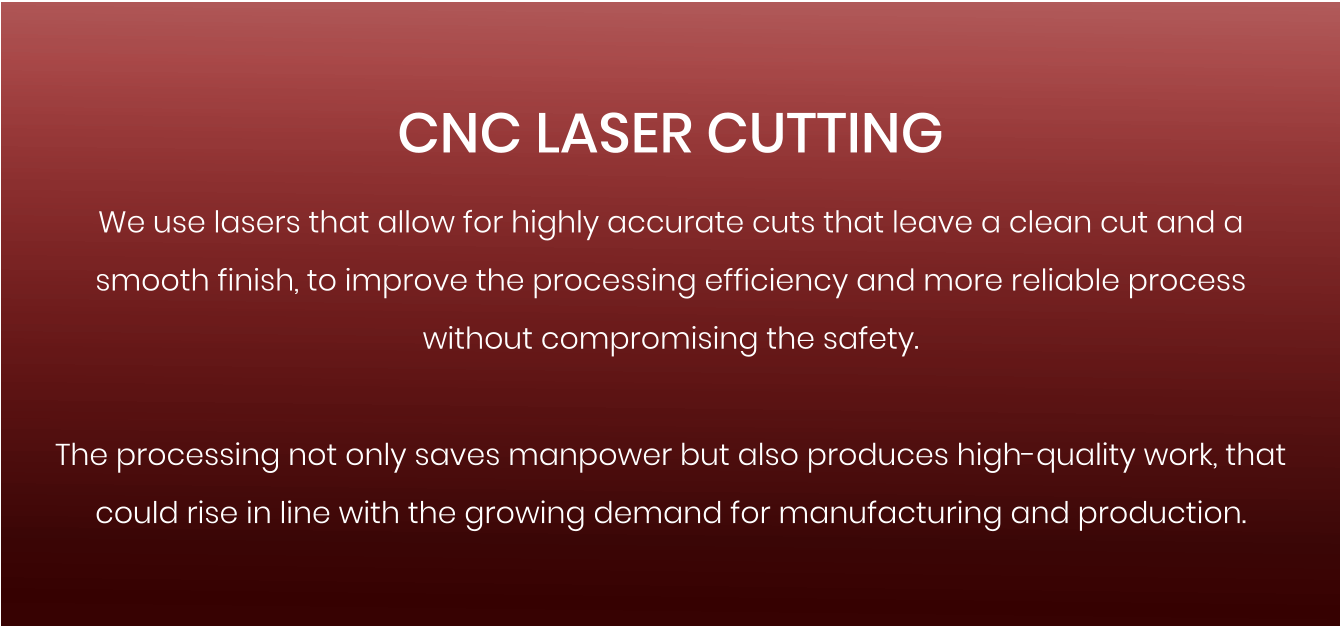 CNC LASER CUTTING
We use lasers that allow for highly accurate cuts that leave a clean cut and a
smooth finish, to improve the processing efficiency and more reliable process
without compromising the safety.
The processing not only saves manpower but also produces high-quality work, that
could rise in line with the growing demand for manufacturing and production.